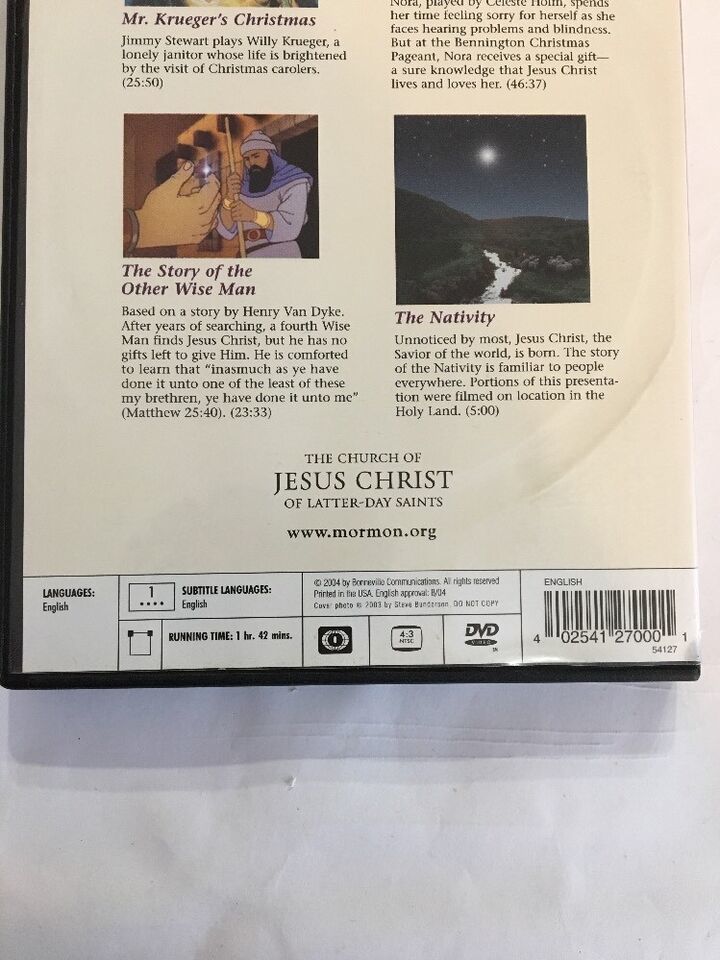 Mr. Krueger's Christmas
Jimmy Stewart plays Willy Krueger, a
lonely janitor whose life is brightened
by the visit of Christmas carolers.
(25:50)
Nora, played by Celeste Holm, spends
her time feeling sorry for herself as she
faces hearing problems and blindness.
But at the Bennington Christmas
Pageant, Nora receives a special gift—
a sure knowledge that Jesus Christ
lives and loves her. (46:37)
The Story of the
Other Wise Man
Based on a story by Henry Van Dyke.
After years of searching, a fourth Wise
Man finds Jesus Christ, but he has no
gifts left to give Him. He is comforted
to learn that "inasmuch as ye have
done it unto one of the least of these
my brethren, ye have done it unto me"
(Matthew 25:40). (23:33)
The Nativity
Unnoticed by most, Jesus Christ, the
Savior of the world, is born. The story
of the Nativity is familiar to people
everywhere. Portions of this presenta-
tion were filmed on location in the
Holy Land. (5:00)
THE CHURCH OF
JESUS CHRIST
OF LATTER-DAY SAINTS
www.mormon.org
LANGUAGES:
English
1
SUBTITLE LANGUAGES:
English
RUNNING TIME: 1 hr. 42 mins.
© 2004 by Bonneville Communications. All rights reserved
Printed in the USA. English approval: 8/04
Cover photo © 2003 by Steve Bunderson. DO NOT COPY
0
4:3
NTSC
DVD
VIDEO
ENGLISH
4 02541 27000 1
54127